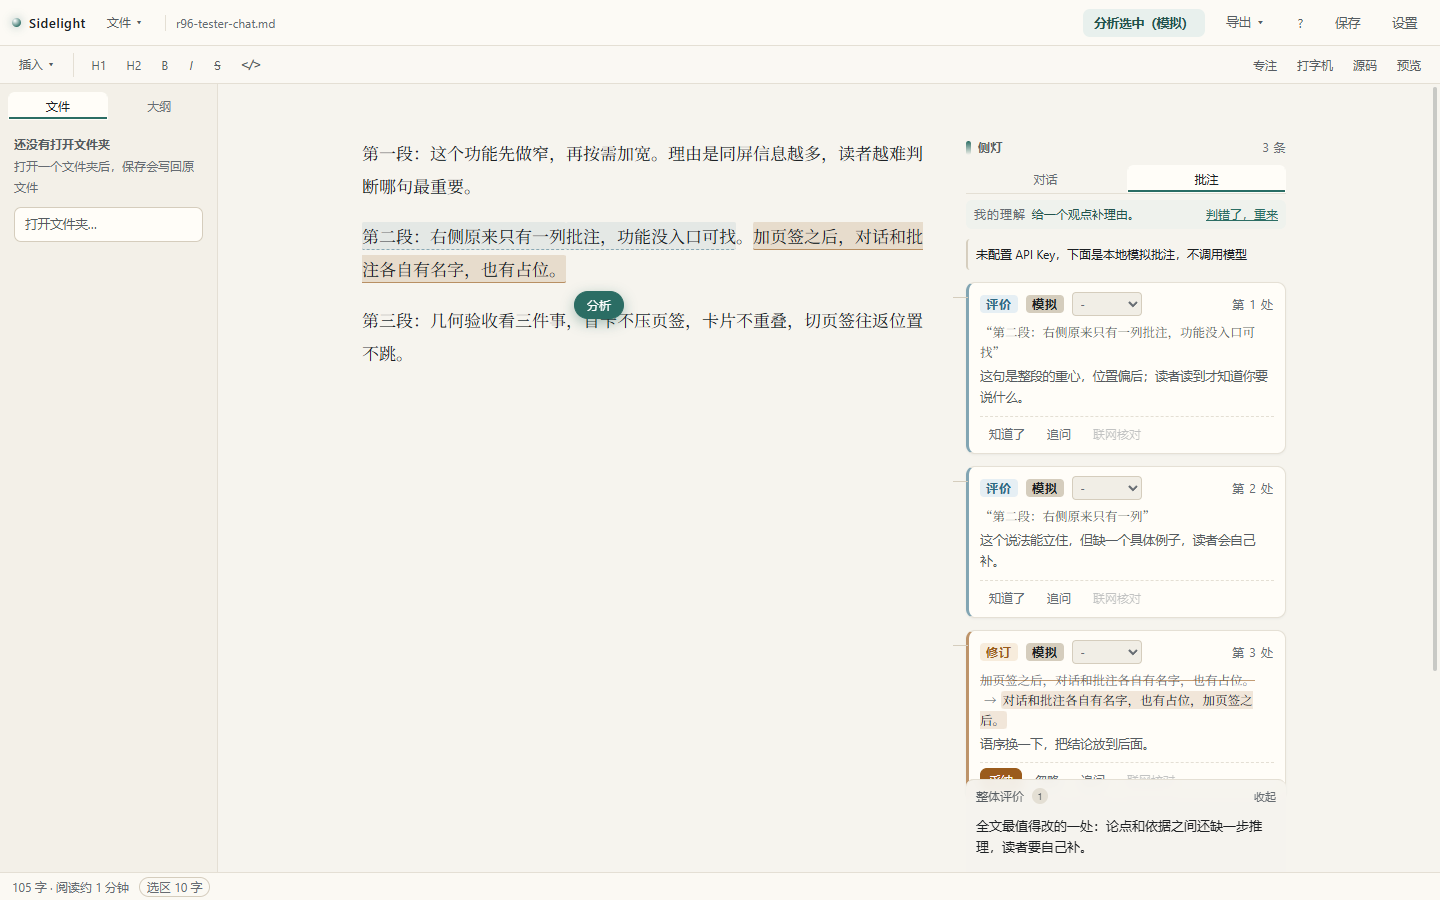 Sidelight 文件 r96-tester-chat.md 分析选中（模拟） 导出 ? 保存 设置
插入 H1 H2 B I S </> 专注 打字机 源码 预览
文件 大纲
还没有打开文件夹
打开一个文件夹后，保存会写回原
文件
打开文件夹...
第一段：这个功能先做窄，再按需加宽。理由是同屏信息越多，读者越难判
断哪句最重要。
第二段：右侧原来只有一列批注，功能没入口可找。加页签之后，对话和批
注各自有名字，也有占位。
分析
第三段：几何验收看三件事，首卡不压页签，卡片不重叠，切页签往返位置
不跳。
侧灯 3 条
对话 批注
我的理解 给一个观点补理由。 判错了，重来
未配置 API Key，下面是本地模拟批注，不调用模型
评价 模拟 - 第 1 处
“第二段：右侧原来只有一列批注，功能没入口可
找”
这句是整段的重心，位置偏后；读者读到才知道你要
说什么。
知道了 追问 联网核对
评价 模拟 - 第 2 处
“第二段：右侧原来只有一列”
这个说法能立住，但缺一个具体例子，读者会自己
补。
知道了 追问 联网核对
修订 模拟 - 第 3 处
加页签之后，对话和批注各自有名字，也有占位。
→ 对话和批注各自有名字，也有占位，加页签之
后。
语序换一下，把结论放到后面。
忽略 追问 联网核对
整体评价 1 收起
全文最值得改的一处：论点和依据之间还缺一步推
理，读者要自己补。
105 字 · 阅读约 1 分钟 选区 10 字